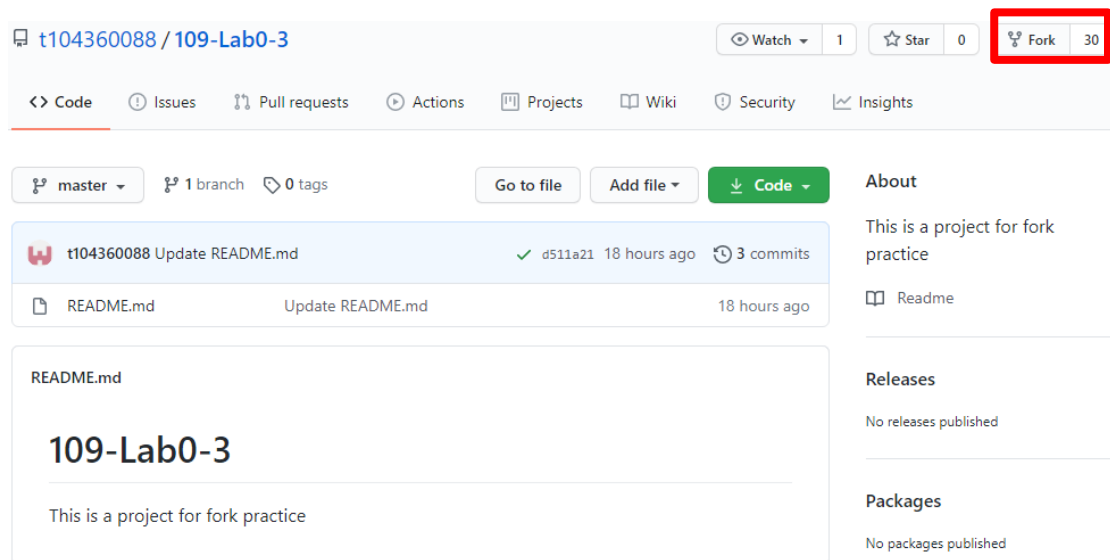 t104360088 / 109-Lab0-3 Watch 1 Star 0 Fork 30
Code Issues Pull requests Actions Projects Wiki Security Insights
master 1 branch 0 tags Go to file Add file Code
t104360088 Update README.md d511a21 18 hours ago 3 commits
README.md Update README.md 18 hours ago
README.md
109-Lab0-3
This is a project for fork practice
About
This is a project for fork
practice
Readme
Releases
No releases published
Packages
No packages published